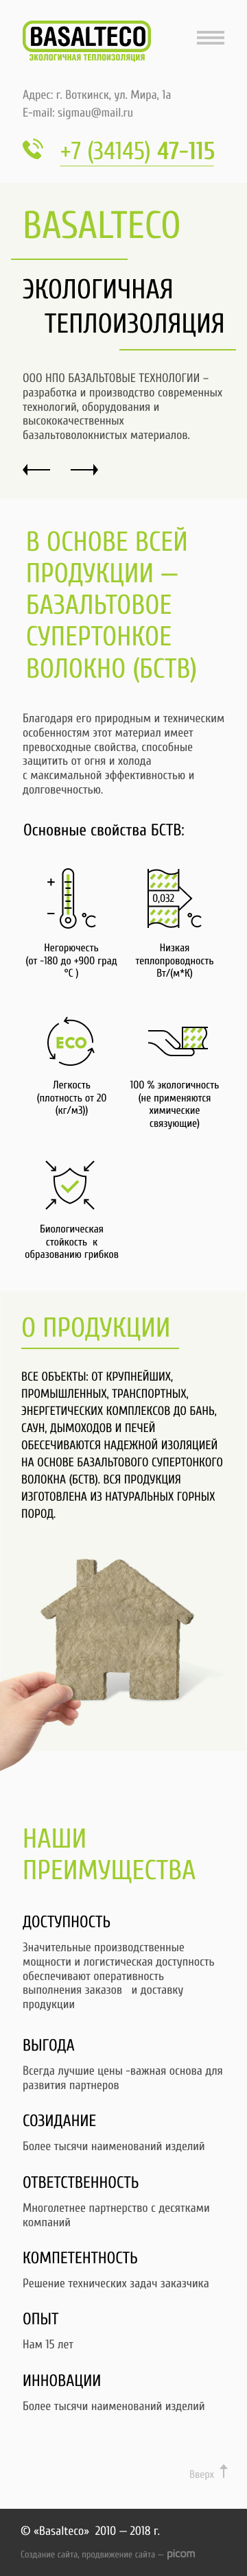 BASALTECO
ЭКОЛОГИЧНАЯ ТЕПЛОИЗОЛЯЦИЯ
Адрес: г. Воткинск, ул. Мира, 1а
E-mail: sigmau@mail.ru
+7 (34145) 47-115
BASALTECO
ЭКОЛОГИЧНАЯ
ТЕПЛОИЗОЛЯЦИЯ
ООО НПО БАЗАЛЬТОВЫЕ ТЕХНОЛОГИИ –
разработка и производство современных
технологий, оборудования и
высококачественных
базальтоволокнистых материалов.
В ОСНОВЕ ВСЕЙ
ПРОДУКЦИИ —
БАЗАЛЬТОВОЕ
СУПЕРТОНКОЕ
ВОЛОКНО (БСТВ)
Благодаря его природным и техническим
особенностям этот материал имеет
превосходные свойства, способные
защитить от огня и холода
с максимальной эффективностью и
долговечностью.
Основные свойства БСТВ:
°C
0,032
°C
Негорючесть
(от -180 до +900 град
°C )
Низкая
теплопроводность
Вт/(м*К)
ECO
Легкость
(плотность от 20
(кг/м3))
100 % экологичность
(не применяются
химические
связующие)
Биологическая
стойкость к
образованию грибков
О ПРОДУКЦИИ
ВСЕ ОБЪЕКТЫ: ОТ КРУПНЕЙШИХ,
ПРОМЫШЛЕННЫХ, ТРАНСПОРТНЫХ,
ЭНЕРГЕТИЧЕСКИХ КОМПЛЕКСОВ ДО БАНЬ,
САУН, ДЫМОХОДОВ И ПЕЧЕЙ
ОБЕСЕЧИВАЮТСЯ НАДЕЖНОЙ ИЗОЛЯЦИЕЙ
НА ОСНОВЕ БАЗАЛЬТОВОГО СУПЕРТОНКОГО
ВОЛОКНА (БСТВ). ВСЯ ПРОДУКЦИЯ
ИЗГОТОВЛЕНА ИЗ НАТУРАЛЬНЫХ ГОРНЫХ
ПОРОД.
НАШИ
ПРЕИМУЩЕСТВА
ДОСТУПНОСТЬ
Значительные производственные
мощности и логистическая доступность
обеспечивают оперативность
выполнения заказов и доставку
продукции
ВЫГОДА
Всегда лучшие цены -важная основа для
развития партнеров
СОЗИДАНИЕ
Более тысячи наименований изделий
ОТВЕТСТВЕННОСТЬ
Многолетнее партнерство с десятками
компаний
КОМПЕТЕНТНОСТЬ
Решение технических задач заказчика
ОПЫТ
Нам 15 лет
ИННОВАЦИИ
Более тысячи наименований изделий
Вверх
© «Basalteco» 2010 — 2018 г.
Создание сайта, продвижение сайта — picom